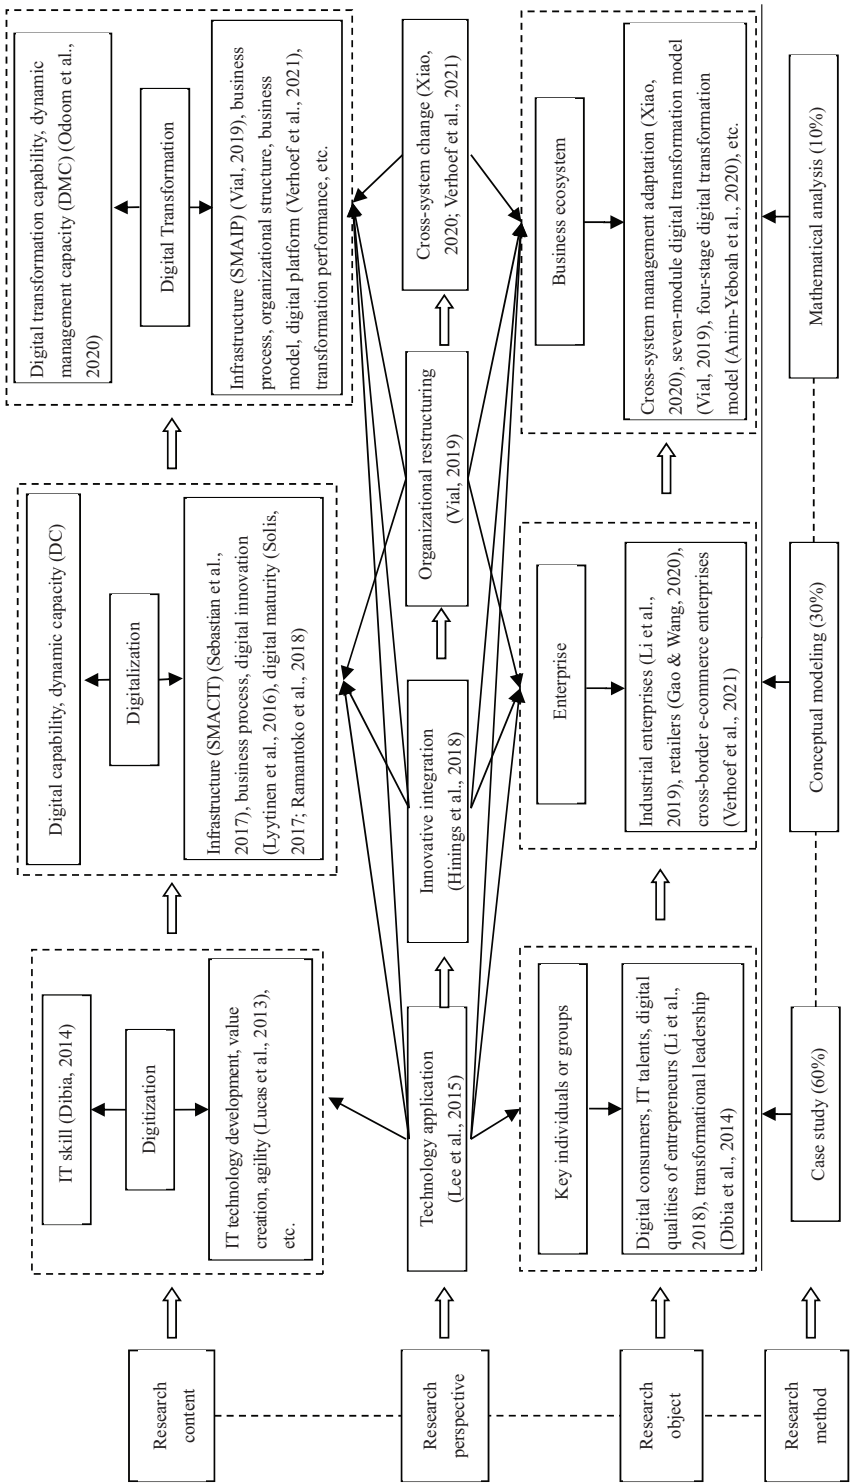 Research
content
IT skill (Dibia, 2014)
Digitization
IT technology development, value
creation, agility (Lucas et al., 2013),
etc.
Digital capability, dynamic capacity (DC)
Digitalization
Infrastructure (SMACIT) (Sebastian et al.,
2017), business process, digital innovation
(Lyytinen et al., 2016), digital maturity (Solis,
2017; Ramantoko et al., 2018)
Digital transformation capability, dynamic
management capacity (DMC) (Odoom et al.,
2020)
Digital Transformation
Infrastructure (SMAIP) (Vial, 2019), business
process, organizational structure, business
model, digital platform (Verhoef et al., 2021),
transformation performance, etc.
Research
perspective
Technology application
(Lee et al., 2015)
Innovative integration
(Hinings et al., 2018)
Organizational restructuring
(Vial, 2019)
Cross-system change (Xiao,
2020; Verhoef et al., 2021)
Research
object
Key individuals or groups
Digital consumers, IT talents, digital
qualities of entrepreneurs (Li et al.,
2018), transformational leadership
(Dibia et al., 2014)
Enterprise
Industrial enterprises (Li et al.,
2019), retailers (Gao & Wang, 2020),
cross-border e-commerce enterprises
(Verhoef et al., 2021)
Business ecosystem
Cross-system management adaptation (Xiao,
2020), seven-module digital transformation model
(Vial, 2019), four-stage digital transformation
model (Anim-Yeboah et al., 2020), etc.
Research
method
Case study (60%)
Conceptual modeling (30%)
Mathematical analysis (10%)